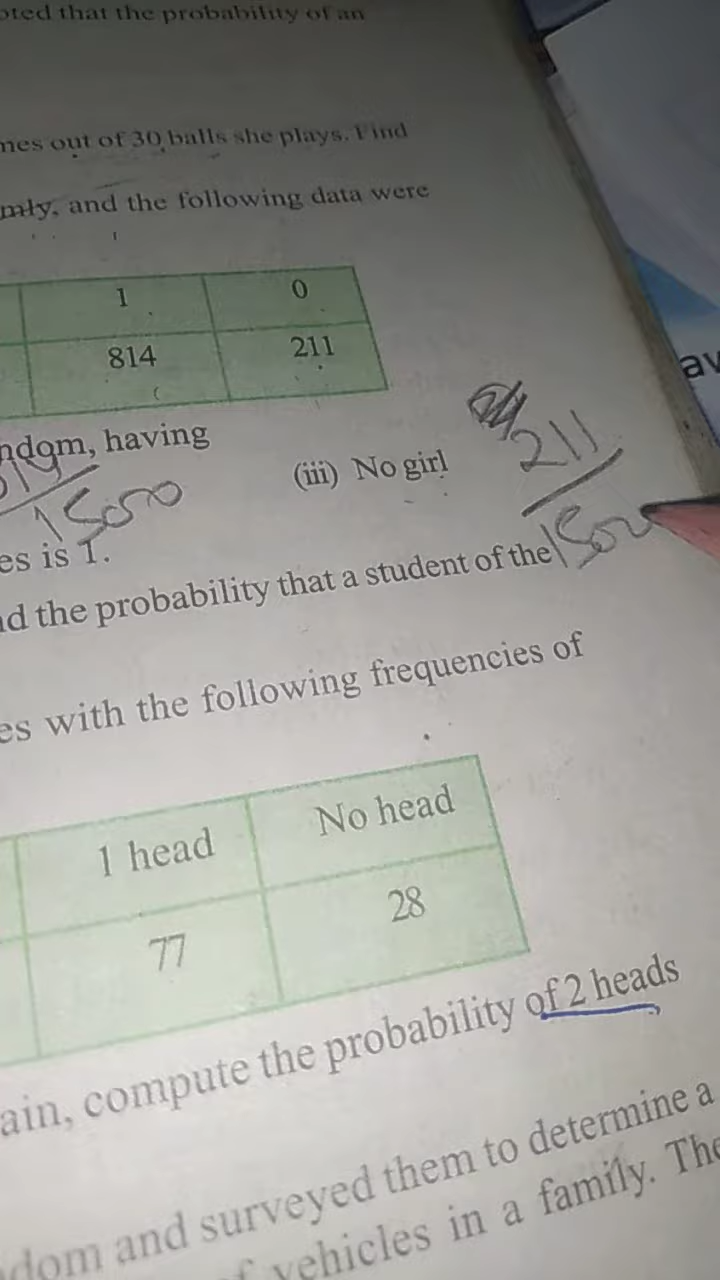 oted that the probability of an
mes out of 30 balls she plays. Find
mly, and the following data were
1 0
814 211
ndom, having
(iii) No girl
211
1500
es is 1.
nd the probability that a student of the
es with the following frequencies of
1 head No head
77 28
ain, compute the probability of 2 heads
dom and surveyed them to determine a
vehicles in a family. The